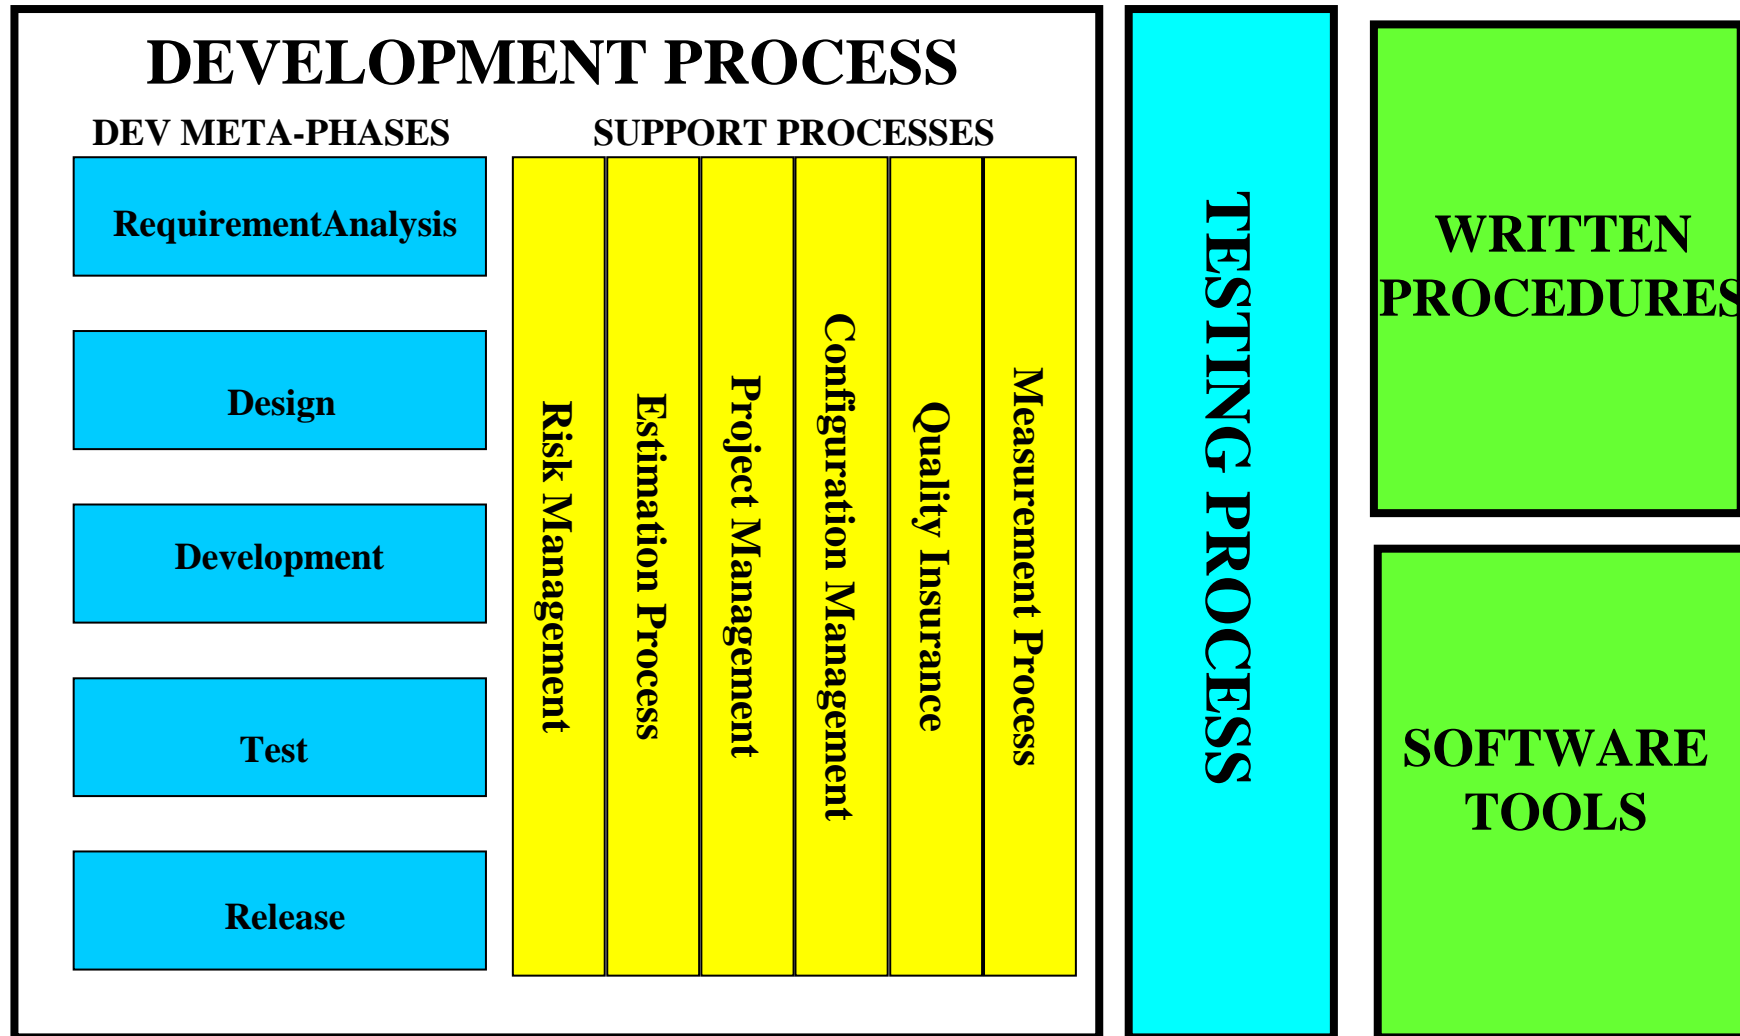 DEVELOPMENT PROCESS
DEV META-PHASES
SUPPORT PROCESSES
RequirementAnalysis
Design
Development
Test
Release
Risk Management
Estimation Process
Project Management
Configuration Management
Quality Insurance
Measurement Process
TESTING PROCESS
WRITTEN
PROCEDURES
SOFTWARE
TOOLS